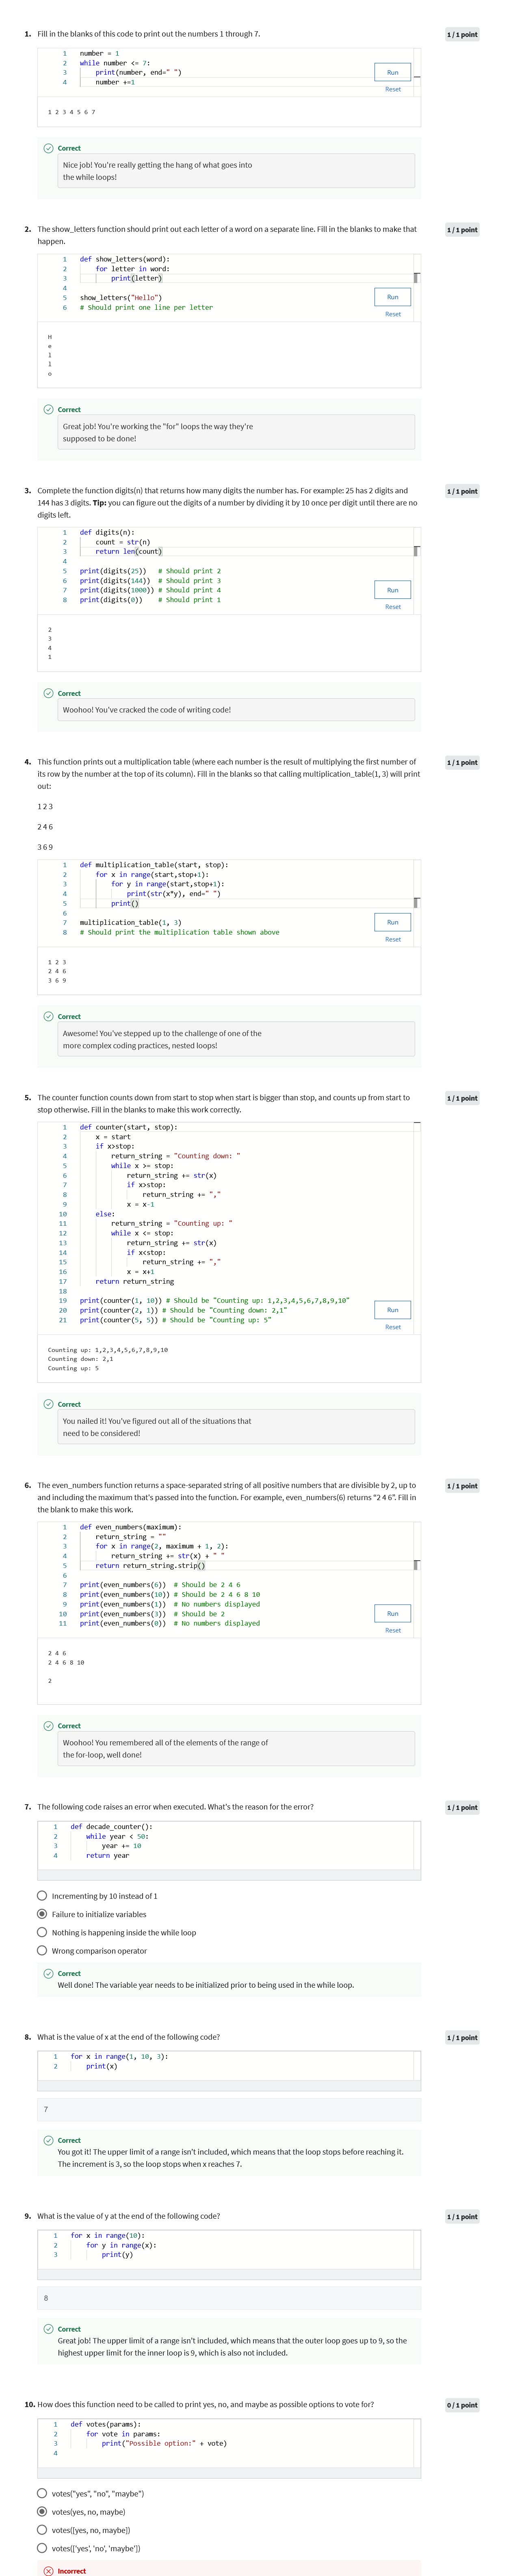 1. Fill in the blanks of this code to print out the numbers 1 through 7.
1 / 1 point
1 number = 1
2 while number <= 7:
3 print(number, end=" ")
4 number +=1
Run
Reset
1 2 3 4 5 6 7
Correct
Nice job! You're really getting the hang of what goes into
the while loops!
2. The show_letters function should print out each letter of a word on a separate line. Fill in the blanks to make that
happen.
1 / 1 point
1 def show_letters(word):
2 for letter in word:
3 print(letter)
4
5 show_letters("Hello")
6 # Should print one line per letter
Run
Reset
H
e
l
l
o
Correct
Great job! You're working the "for" loops the way they're
supposed to be done!
3. Complete the function digits(n) that returns how many digits the number has. For example: 25 has 2 digits and
144 has 3 digits. Tip: you can figure out the digits of a number by dividing it by 10 once per digit until there are no
digits left.
1 / 1 point
1 def digits(n):
2 count = str(n)
3 return len(count)
4
5 print(digits(25)) # Should print 2
6 print(digits(144)) # Should print 3
7 print(digits(1000)) # Should print 4
8 print(digits(0)) # Should print 1
Run
Reset
2
3
4
1
Correct
Woohoo! You've cracked the code of writing code!
4. This function prints out a multiplication table (where each number is the result of multiplying the first number of
its row by the number at the top of its column). Fill in the blanks so that calling multiplication_table(1, 3) will print
out:
1 / 1 point
1 2 3
2 4 6
3 6 9
1 def multiplication_table(start, stop):
2 for x in range(start,stop+1):
3 for y in range(start,stop+1):
4 print(str(x*y), end=" ")
5 print()
6
7 multiplication_table(1, 3)
8 # Should print the multiplication table shown above
Run
Reset
1 2 3
2 4 6
3 6 9
Correct
Awesome! You've stepped up to the challenge of one of the
more complex coding practices, nested loops!
5. The counter function counts down from start to stop when start is bigger than stop, and counts up from start to
stop otherwise. Fill in the blanks to make this work correctly.
1 / 1 point
1 def counter(start, stop):
2 x = start
3 if x>stop:
4 return_string = "Counting down: "
5 while x >= stop:
6 return_string += str(x)
7 if x>stop:
8 return_string += ","
9 x = x-1
10 else:
11 return_string = "Counting up: "
12 while x <= stop:
13 return_string += str(x)
14 if x<stop:
15 return_string += ","
16 x = x+1
17 return return_string
18
19 print(counter(1, 10)) # Should be "Counting up: 1,2,3,4,5,6,7,8,9,10"
20 print(counter(2, 1)) # Should be "Counting down: 2,1"
21 print(counter(5, 5)) # Should be "Counting up: 5"
Run
Reset
Counting up: 1,2,3,4,5,6,7,8,9,10
Counting down: 2,1
Counting up: 5
Correct
You nailed it! You've figured out all of the situations that
need to be considered!
6. The even_numbers function returns a space-separated string of all positive numbers that are divisible by 2, up to
and including the maximum that's passed into the function. For example, even_numbers(6) returns "2 4 6". Fill in
the blank to make this work.
1 / 1 point
1 def even_numbers(maximum):
2 return_string = ""
3 for x in range(2, maximum + 1, 2):
4 return_string += str(x) + " "
5 return return_string.strip()
6
7 print(even_numbers(6)) # Should be 2 4 6
8 print(even_numbers(10)) # Should be 2 4 6 8 10
9 print(even_numbers(1)) # No numbers displayed
10 print(even_numbers(3)) # Should be 2
11 print(even_numbers(0)) # No numbers displayed
Run
Reset
2 4 6
2 4 6 8 10
2
Correct
Woohoo! You remembered all of the elements of the range of
the for-loop, well done!
7. The following code raises an error when executed. What's the reason for the error?
1 / 1 point
1 def decade_counter():
2 while year < 50:
3 year += 10
4 return year
Incrementing by 10 instead of 1
Failure to initialize variables
Nothing is happening inside the while loop
Wrong comparison operator
Correct
Well done! The variable year needs to be initialized prior to being used in the while loop.
8. What is the value of x at the end of the following code?
1 / 1 point
1 for x in range(1, 10, 3):
2 print(x)
7
Correct
You got it! The upper limit of a range isn't included, which means that the loop stops before reaching it.
The increment is 3, so the loop stops when x reaches 7.
9. What is the value of y at the end of the following code?
1 / 1 point
1 for x in range(10):
2 for y in range(x):
3 print(y)
8
Correct
Great job! The upper limit of a range isn't included, which means that the outer loop goes up to 9, so the
highest upper limit for the inner loop is 9, which is also not included.
10. How does this function need to be called to print yes, no, and maybe as possible options to vote for?
0 / 1 point
1 def votes(params):
2 for vote in params:
3 print("Possible option:" + vote)
4
votes("yes", "no", "maybe")
votes(yes, no, maybe)
votes([yes, no, maybe])
votes(['yes', 'no', 'maybe'])
Incorrect